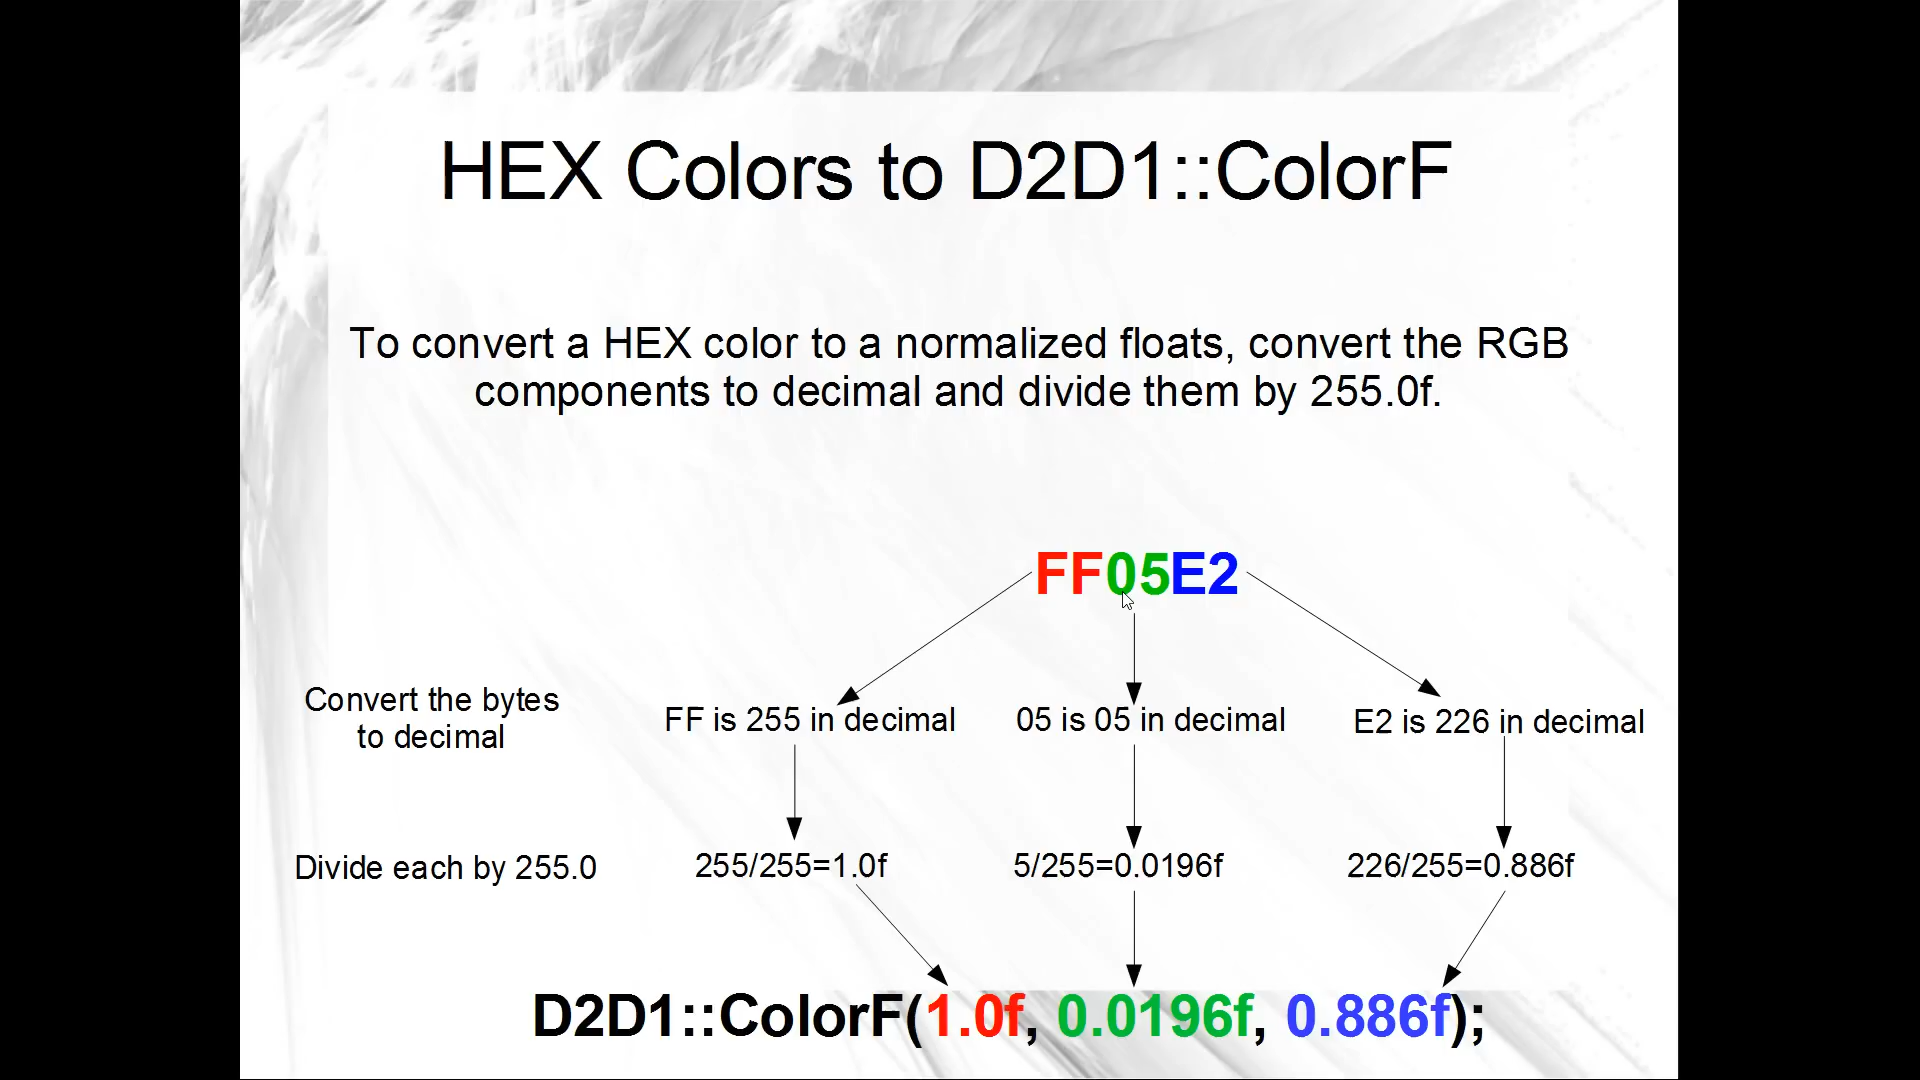 HEX Colors to D2D1::ColorF
To convert a HEX color to a normalized floats, convert the RGB
components to decimal and divide them by 255.0f.
FF05E2
Convert the bytes
to decimal
FF is 255 in decimal
05 is 05 in decimal
E2 is 226 in decimal
Divide each by 255.0
255/255=1.0f
5/255=0.0196f
226/255=0.886f
D2D1::ColorF(1.0f, 0.0196f, 0.886f);